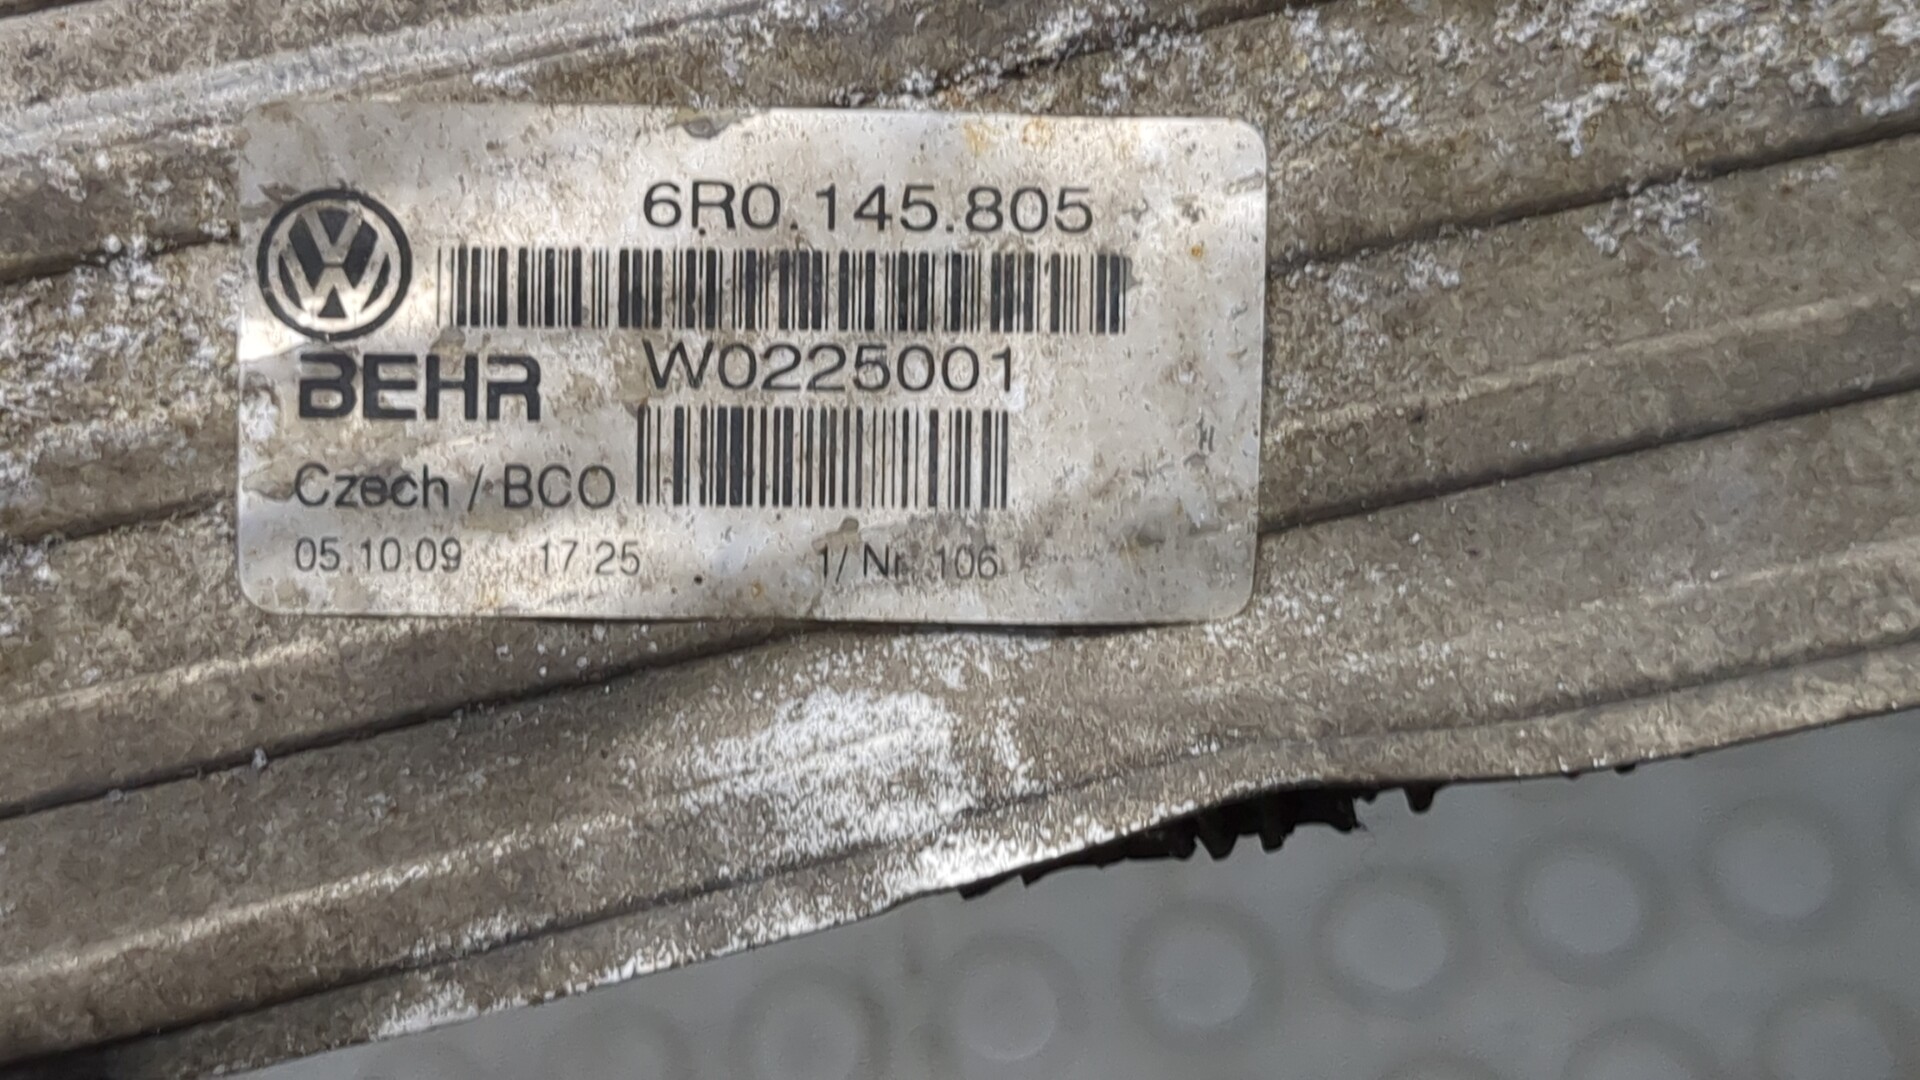 6R0.145.805
W0225001
BEHR
Czech / BCO
05.10.09 17 25 1/ Nr. 106